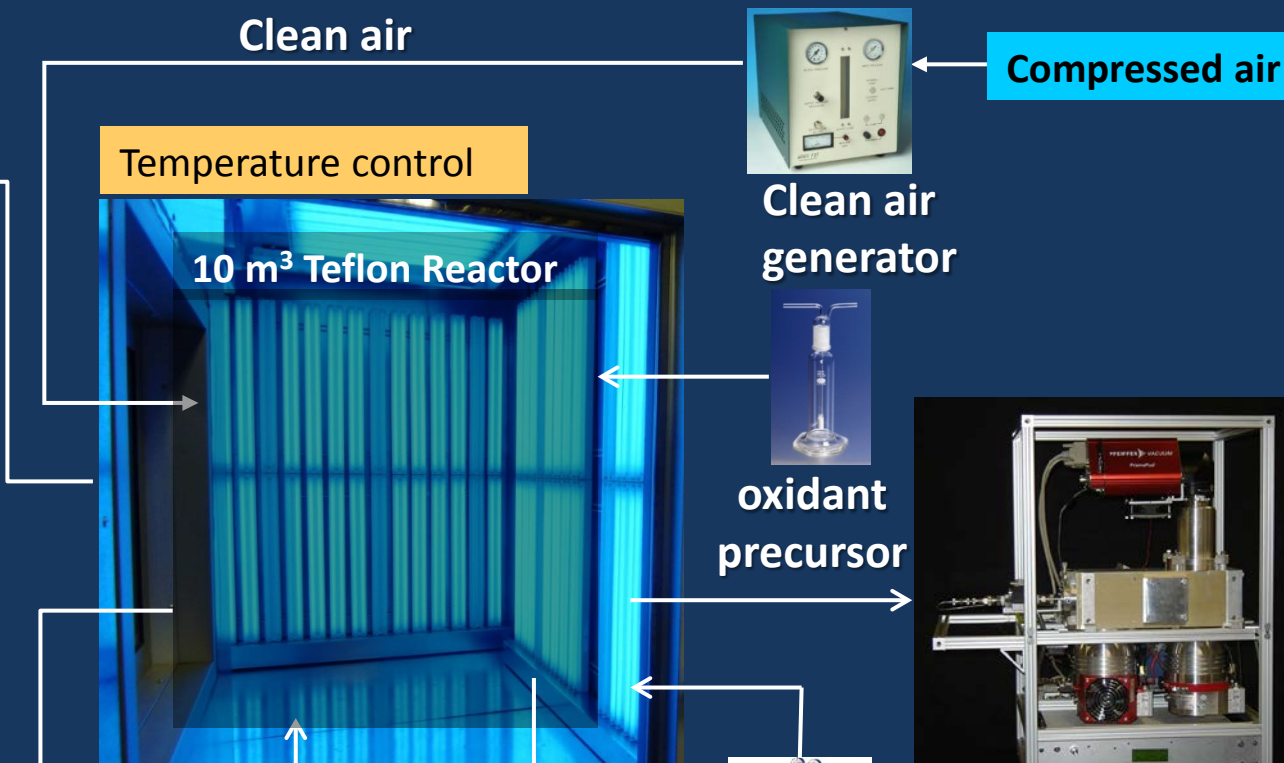 Clean air
Compressed air
Temperature control
Clean air
generator
10 m³ Teflon Reactor
oxidant
precursor
PFEIFFER VACUUM